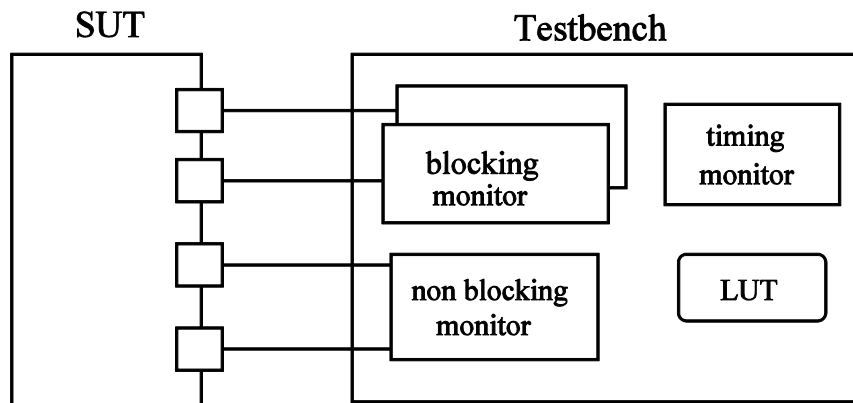 SUT
Testbench
blocking
monitor
timing
monitor
non blocking
monitor
LUT